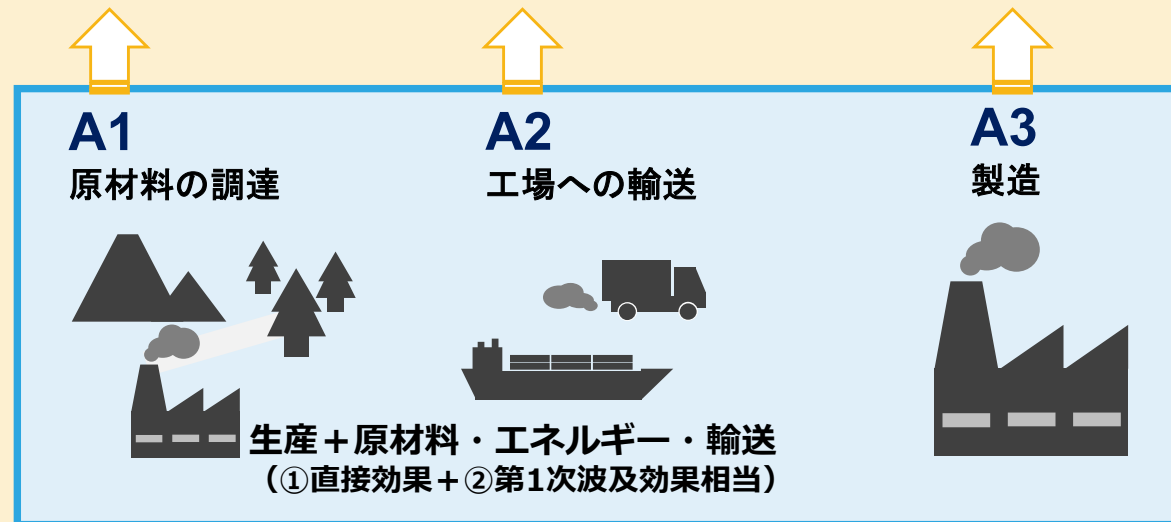 A1
原材料の調達
A2
工場への輸送
A3
製造
生産＋原材料・エネルギー・輸送
（①直接効果＋②第1次波及効果相当）